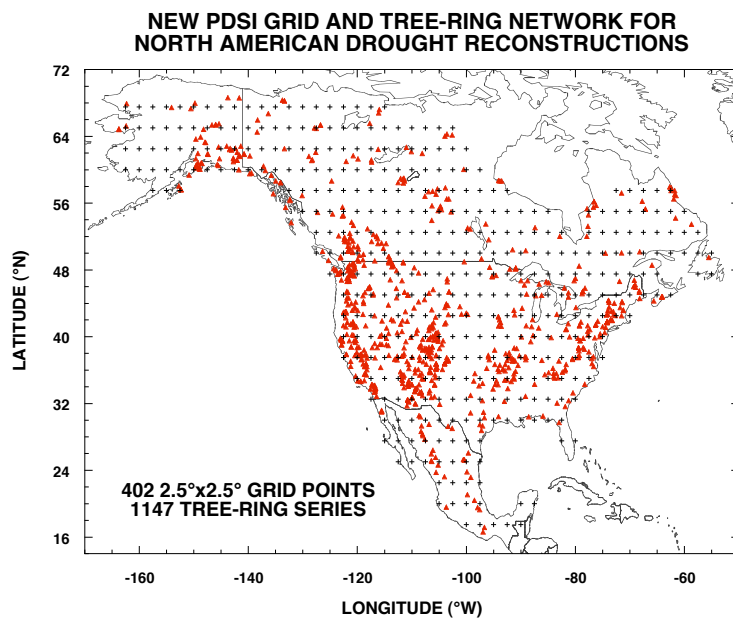 NEW PDSI GRID AND TREE-RING NETWORK FOR
NORTH AMERICAN DROUGHT RECONSTRUCTIONS
72
64
56
48
40
32
24
16
LATITUDE (°N)
402 2.5°x2.5° GRID POINTS
1147 TREE-RING SERIES
-160 -140 -120 -100 -80 -60
LONGITUDE (°W)